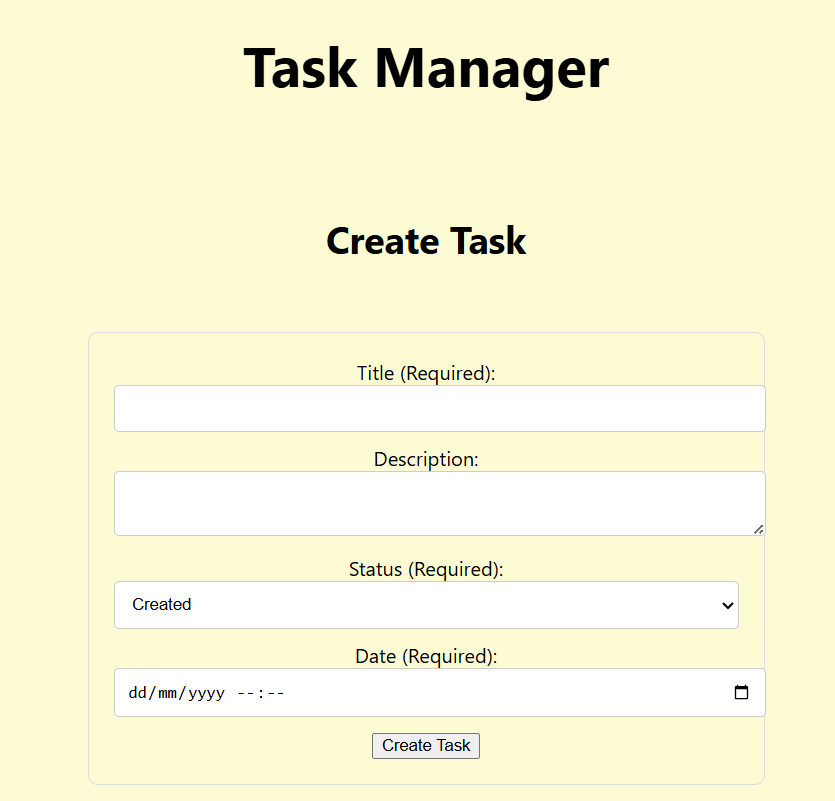 Task Manager
Create Task
Title (Required):
Description:
Status (Required):
Created
Date (Required):
dd/mm/yyyy --:--
Create Task